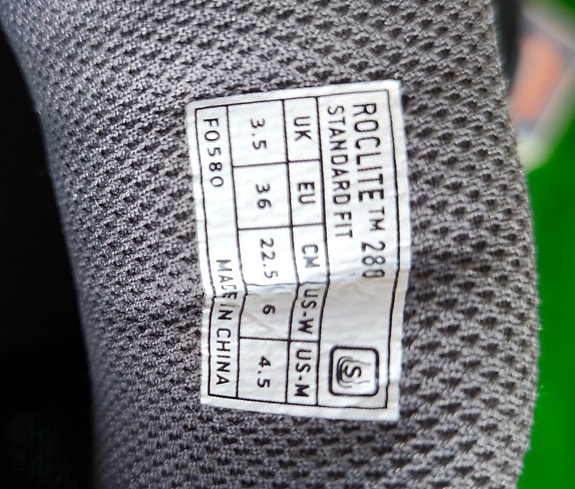 ROCLITE™ 280
STANDARD FIT
S
UK EU CM US-W US-M
3.5 36 22.5 6 4.5
F0580 MADE IN CHINA